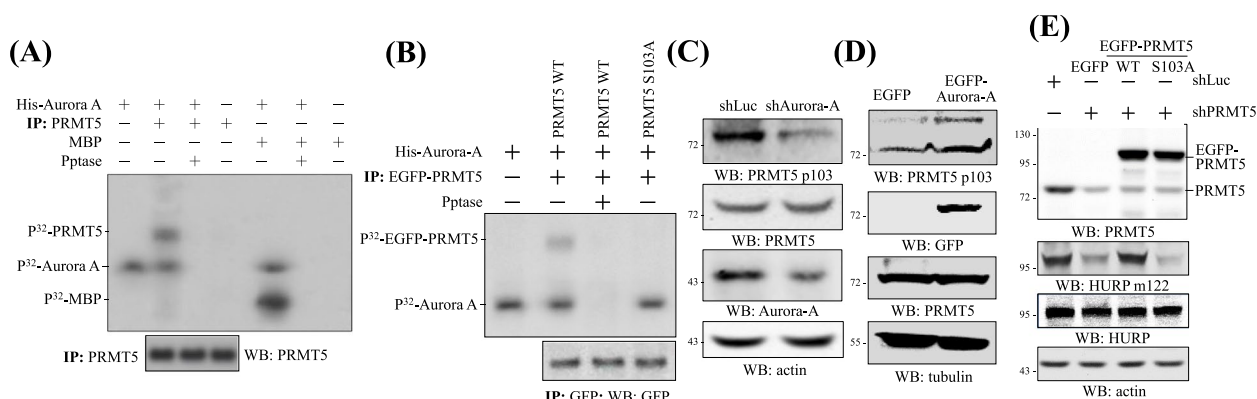 (A)
His-Aurora A + + + − + + −
IP: PRMT5 − + + + − − −
MBP − − − − + + +
Pptase − − + − − + −
P32-PRMT5
P32-Aurora A
P32-MBP
IP: PRMT5 WB: PRMT5
(B)
PRMT5 WT
PRMT5 WT
PRMT5 S103A
His-Aurora-A + + + +
IP: EGFP-PRMT5 − + + +
Pptase +
P32-EGFP-PRMT5
P32-Aurora A
IP: GFP; WB: GFP
(C)
shLuc shAurora-A
72
WB: PRMT5 p103
72
WB: PRMT5
43
WB: Aurora-A
43
WB: actin
(D)
EGFP EGFP-
Aurora-A
72
WB: PRMT5 p103
72
WB: GFP
43
WB: PRMT5
55
WB: tubulin
(E)
EGFP-PRMT5
EGFP WT S103A
+ shLuc
+ + + shPRMT5
130
95
72
55
43
EGFP-
PRMT5
PRMT5
WB: PRMT5
95
WB: HURP m122
95
WB: HURP
43
WB: actin